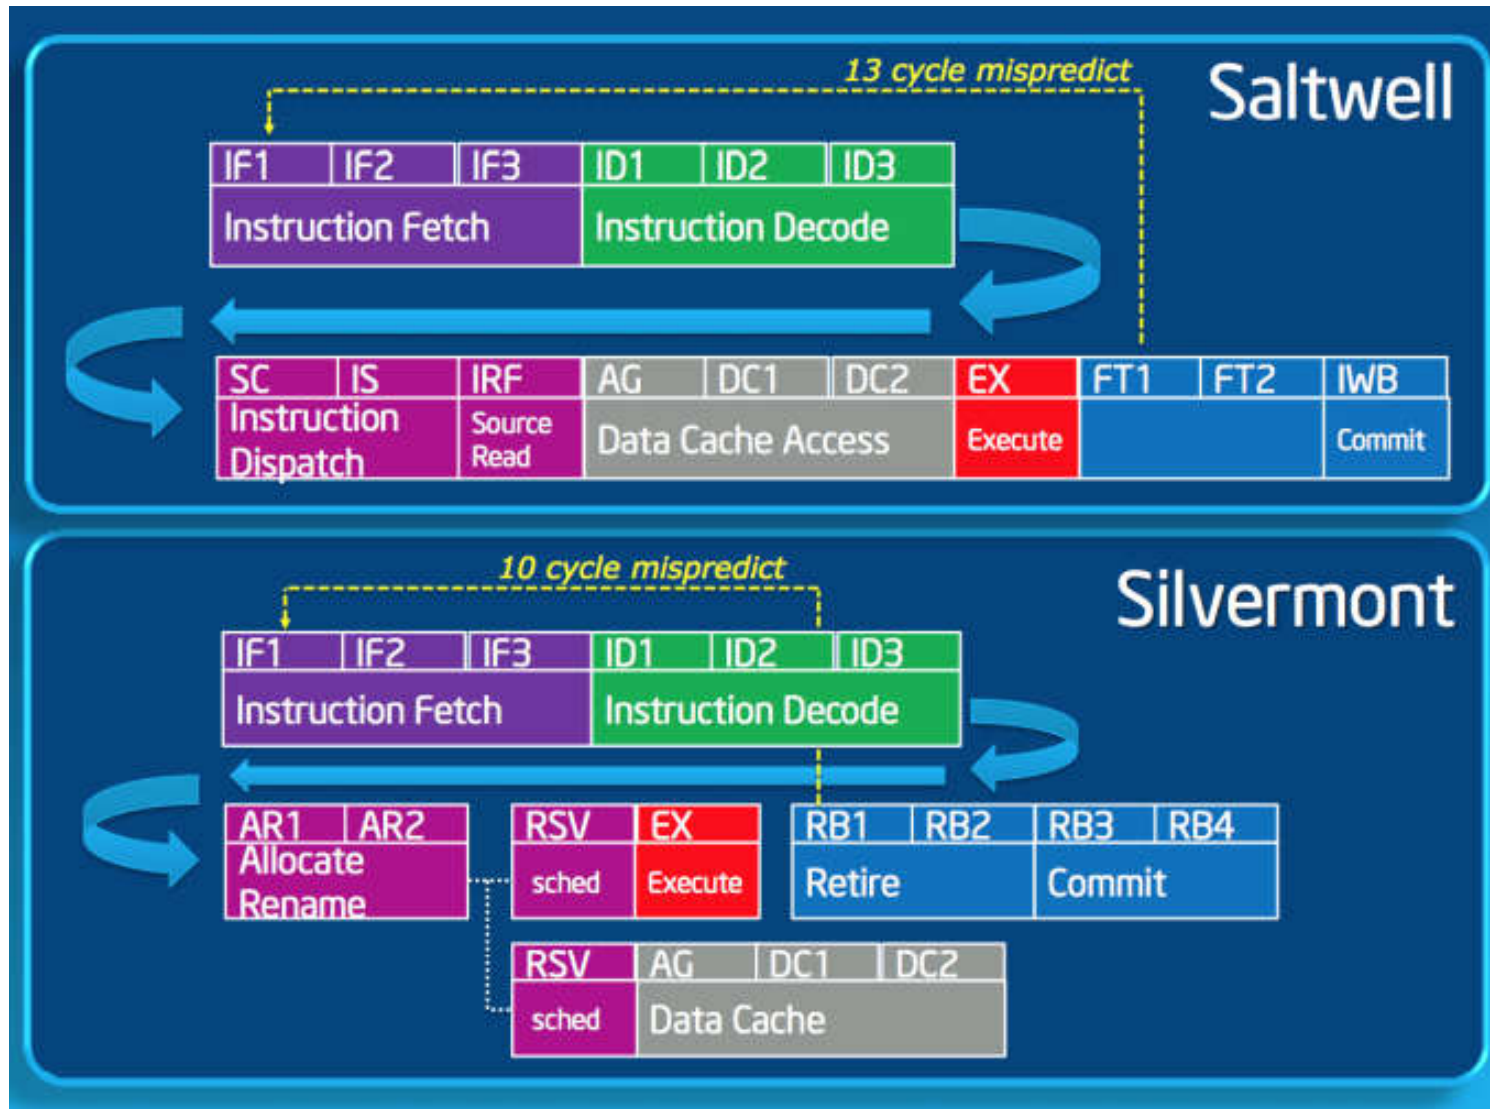 13 cycle mispredict
Saltwell
IF1 IF2 IF3 ID1 ID2 ID3
Instruction Fetch Instruction Decode
SC IS IRF AG DC1 DC2 EX FT1 FT2 IWB
Instruction Dispatch
Source Read
Data Cache Access
Execute
Commit
10 cycle mispredict
Silvermont
IF1 IF2 IF3 ID1 ID2 ID3
Instruction Fetch Instruction Decode
AR1 AR2 RSV EX RB1 RB2 RB3 RB4
Allocate
Rename
sched Execute Retire Commit
RSV AG DC1 DC2
sched Data Cache